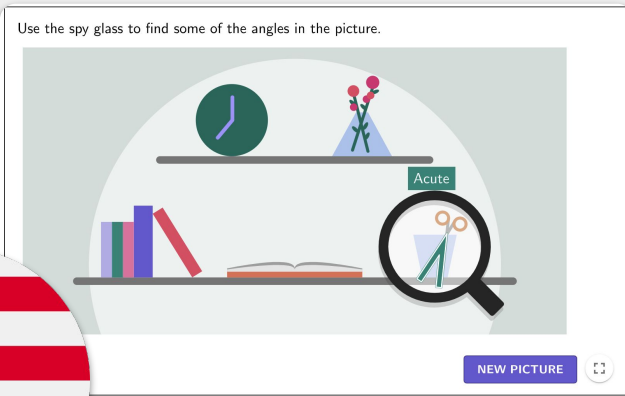 Use the spy glass to find some of the angles in the picture.
Acute
NEW PICTURE